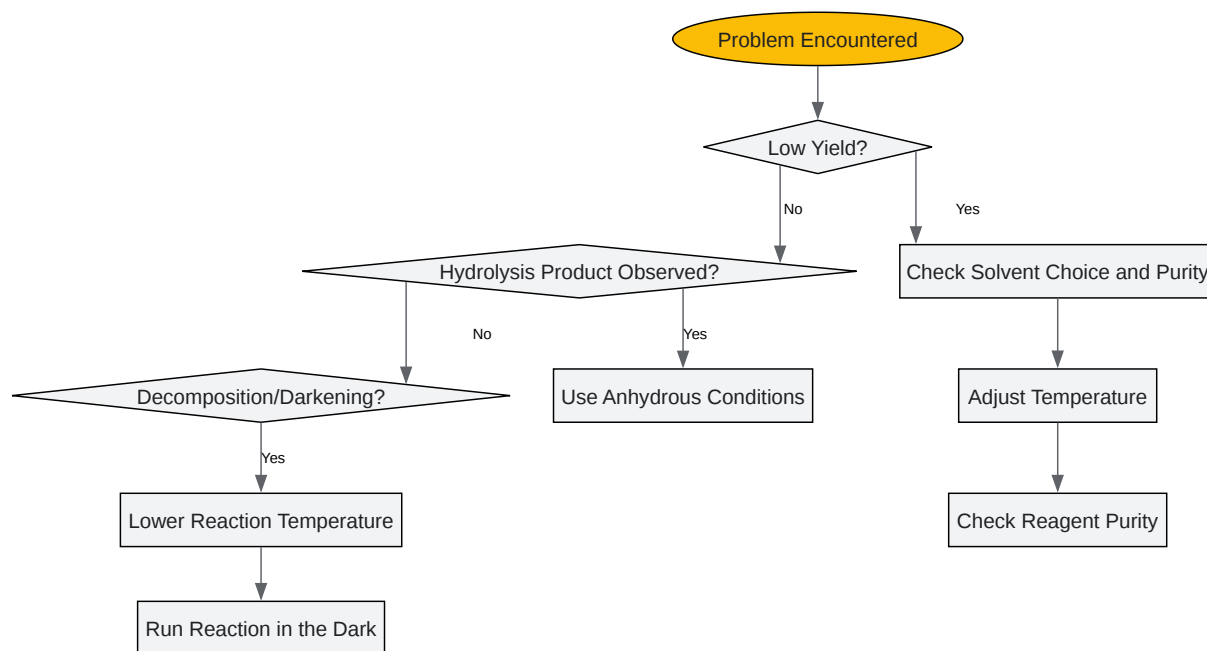 Problem Encountered
Low Yield?
No
Yes
Hydrolysis Product Observed?
Check Solvent Choice and Purity
No
Yes
Decomposition/Darkening?
Use Anhydrous Conditions
Adjust Temperature
Yes
Lower Reaction Temperature
Check Reagent Purity
Run Reaction in the Dark